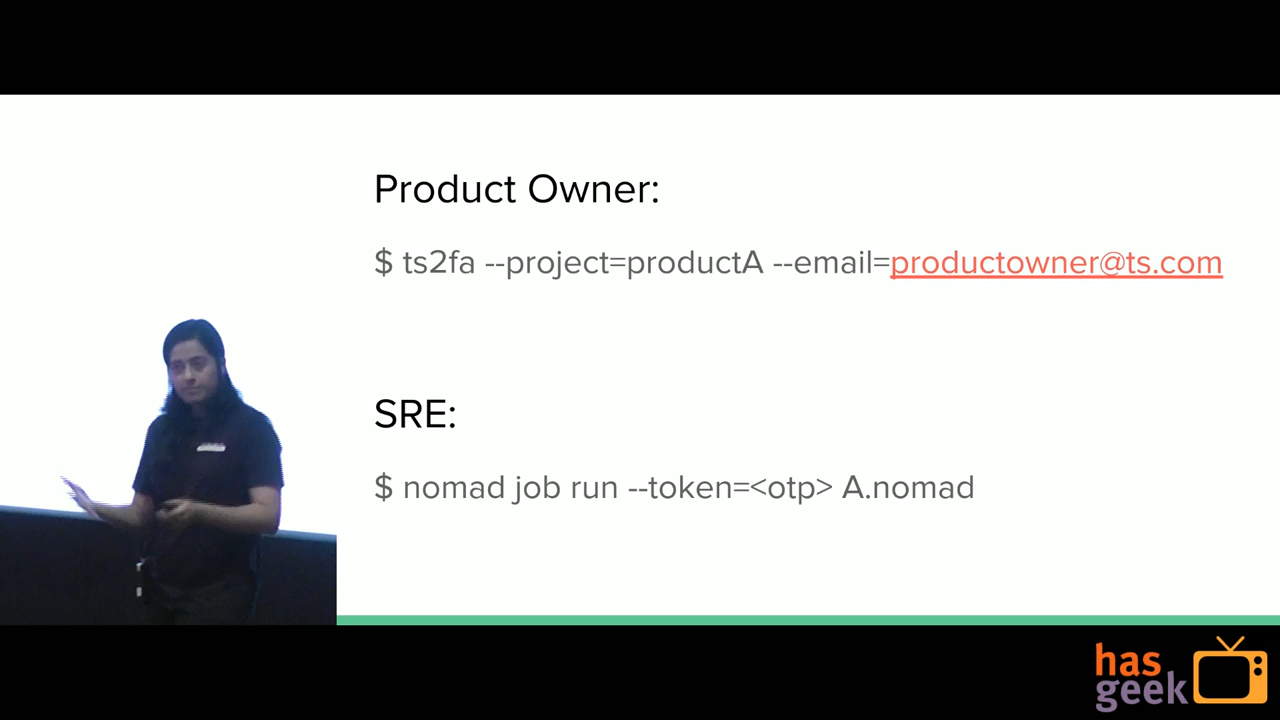 Product Owner:
$ ts2fa --project=productA --email=productowner@ts.com
SRE:
$ nomad job run --token=<otp> A.nomad
has
geek